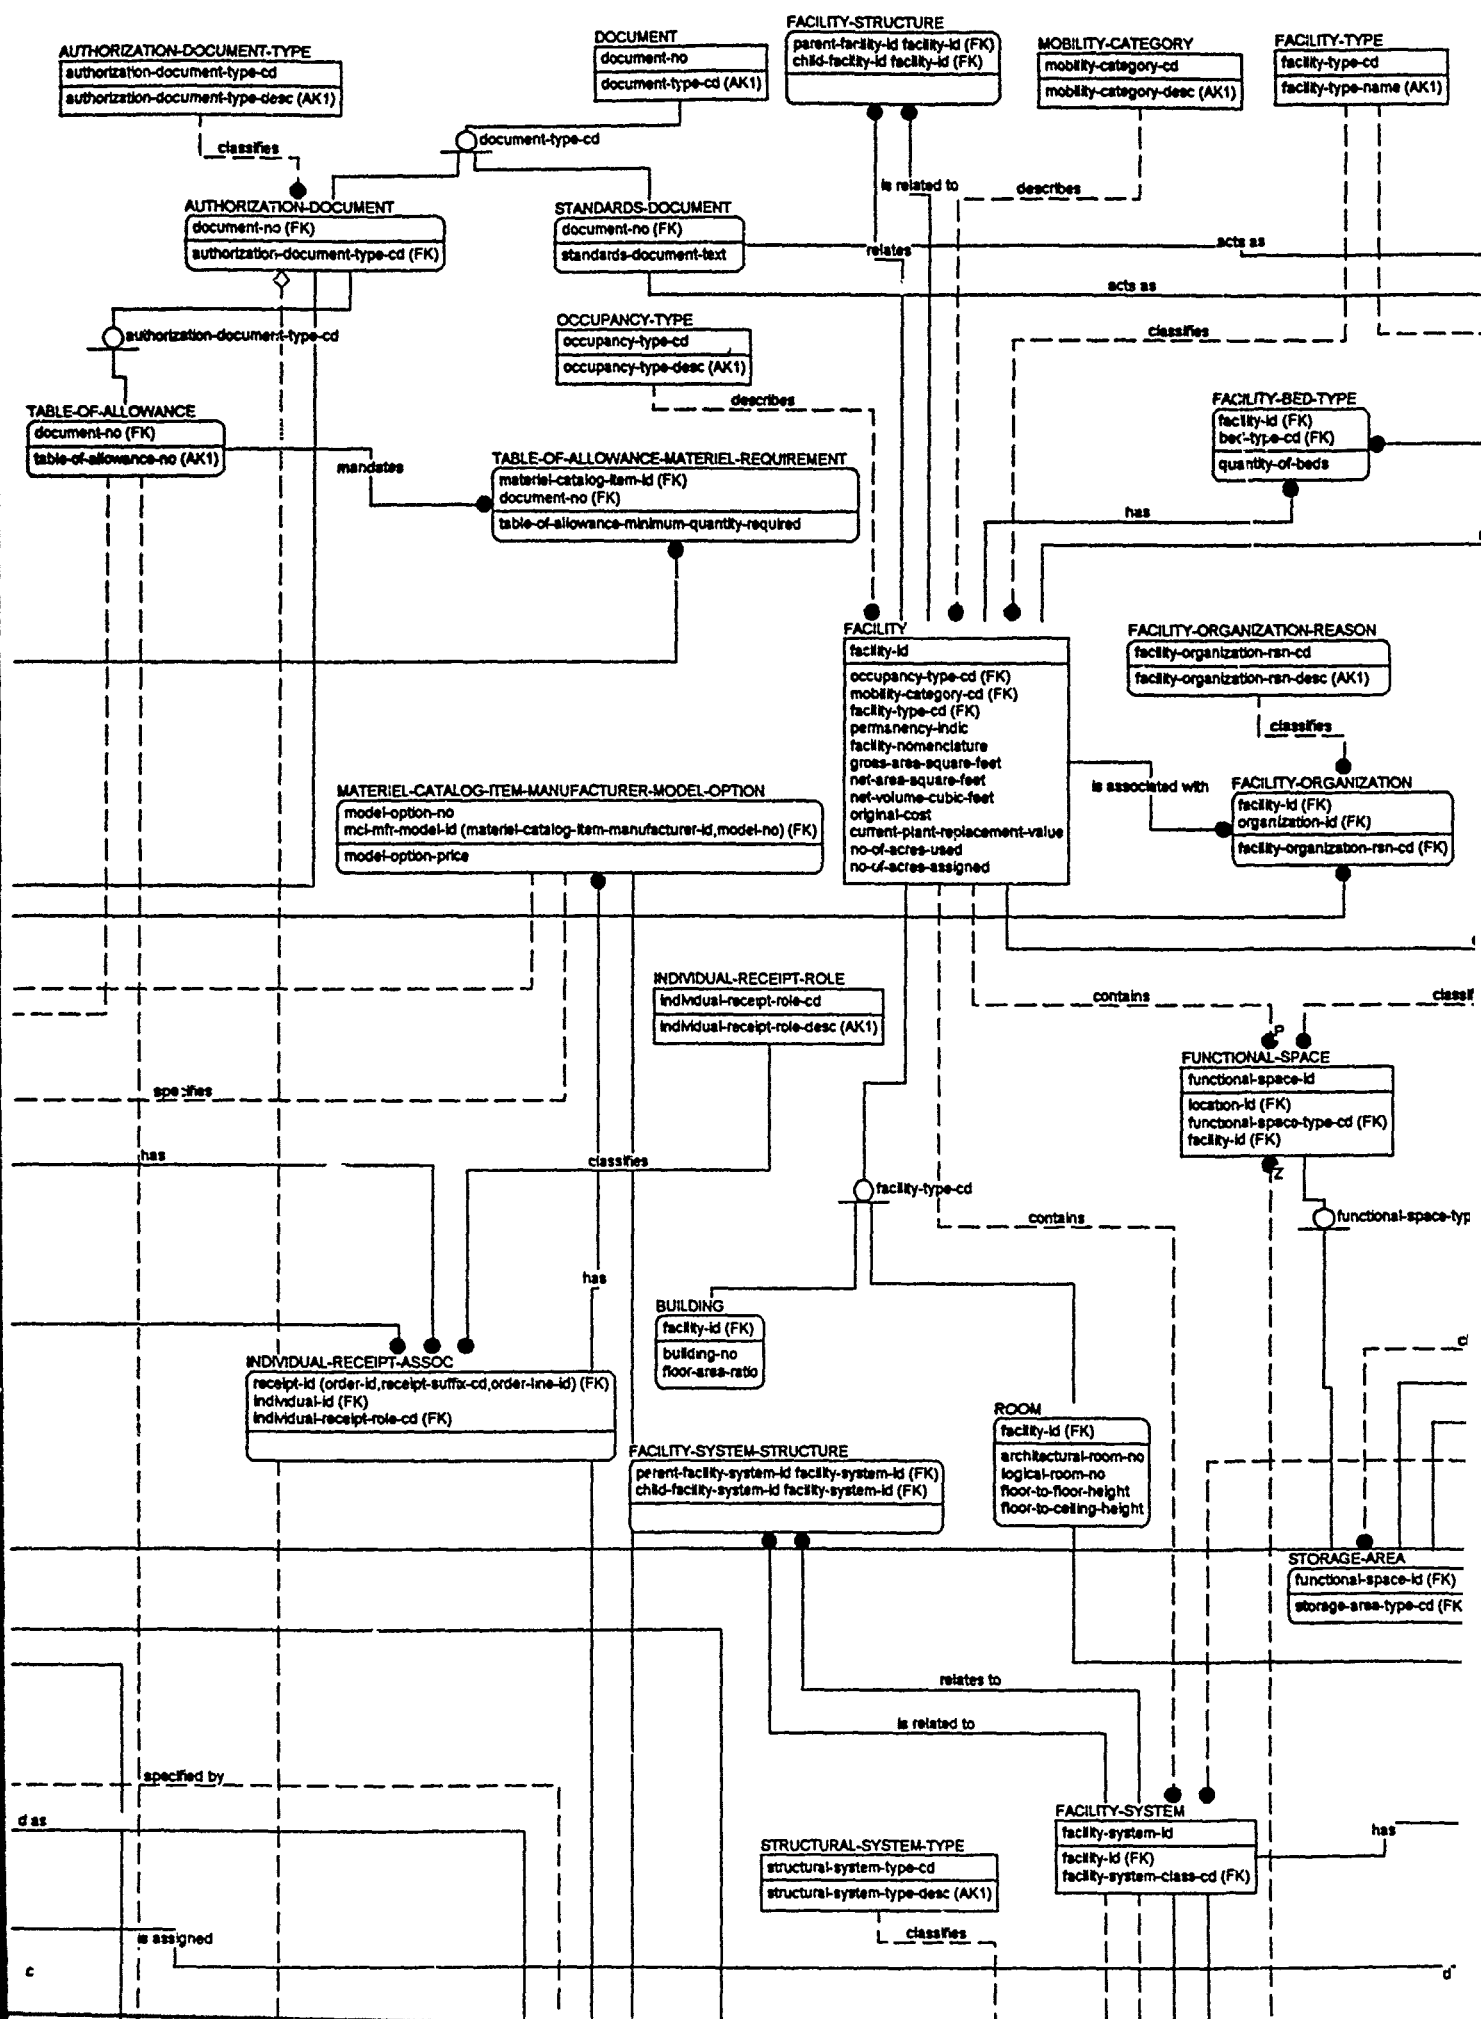 AUTHORIZATION-DOCUMENT-TYPE
authorization-document-type-cd
authorization-document-type-desc (AK1)
classifies
DOCUMENT
document-no
document-type-cd (AK1)
document-type-cd
FACILITY-STRUCTURE
parent-facility-id facility-id (FK)
child-facility-id facility-id (FK)
MOBILITY-CATEGORY
mobility-category-cd
mobility-category-desc (AK1)
FACILITY-TYPE
facility-type-cd
facility-type-name (AK1)
is related to
describes
relates
AUTHORIZATION-DOCUMENT
document-no (FK)
authorization-document-type-cd (FK)
STANDARDS-DOCUMENT
document-no (FK)
standards-document-text
acts as
acts as
classifies
authorization-document-type-cd
OCCUPANCY-TYPE
occupancy-type-cd
occupancy-type-desc (AK1)
describes
TABLE-OF-ALLOWANCE
document-no (FK)
table-of-allowance-no (AK1)
mandates
TABLE-OF-ALLOWANCE-MATERIEL-REQUIREMENT
materiel-catalog-item-id (FK)
document-no (FK)
table-of-allowance-minimum-quantity-required
FACILITY-BED-TYPE
facility-id (FK)
bed-type-cd (FK)
quantity-of-beds
has
FACILITY
facility-id
occupancy-type-cd (FK)
mobility-category-cd (FK)
facility-type-cd (FK)
permanency-indic
facility-nomenclature
gross-area-square-feet
net-area-square-feet
net-volume-cubic-feet
original-cost
current-plant-replacement-value
no-of-acres-used
no-of-acres-assigned
FACILITY-ORGANIZATION-REASON
facility-organization-rsn-cd
facility-organization-rsn-desc (AK1)
classifies
is associated with
FACILITY-ORGANIZATION
facility-id (FK)
organization-id (FK)
facility-organization-rsn-cd (FK)
MATERIEL-CATALOG-ITEM-MANUFACTURER-MODEL-OPTION
model-option-no
mci-mfr-model-id (materiel-catalog-item-manufacturer-id,model-no) (FK)
model-option-price
INDIVIDUAL-RECEIPT-ROLE
individual-receipt-role-cd
individual-receipt-role-desc (AK1)
contains
classif
P
FUNCTIONAL-SPACE
functional-space-id
location-id (FK)
functional-space-type-cd (FK)
facility-id (FK)
Z
specifies
has
classifies
facility-type-cd
contains
functional-space-typ
has
BUILDING
facility-id (FK)
building-no
floor-area-ratio
INDIVIDUAL-RECEIPT-ASSOC
receipt-id (order-id,receipt-suffix-cd,order-line-id) (FK)
individual-id (FK)
individual-receipt-role-cd (FK)
ROOM
facility-id (FK)
architectural-room-no
logical-room-no
floor-to-floor-height
floor-to-ceiling-height
FACILITY-SYSTEM-STRUCTURE
parent-facility-system-id facility-system-id (FK)
child-facility-system-id facility-system-id (FK)
STORAGE-AREA
functional-space-id (FK)
storage-area-type-cd (FK
relates to
is related to
specified by
d as
FACILITY-SYSTEM
facility-system-id
facility-id (FK)
facility-system-class-cd (FK)
has
STRUCTURAL-SYSTEM-TYPE
structural-system-type-cd
structural-system-type-desc (AK1)
classifies
is assigned
c
d